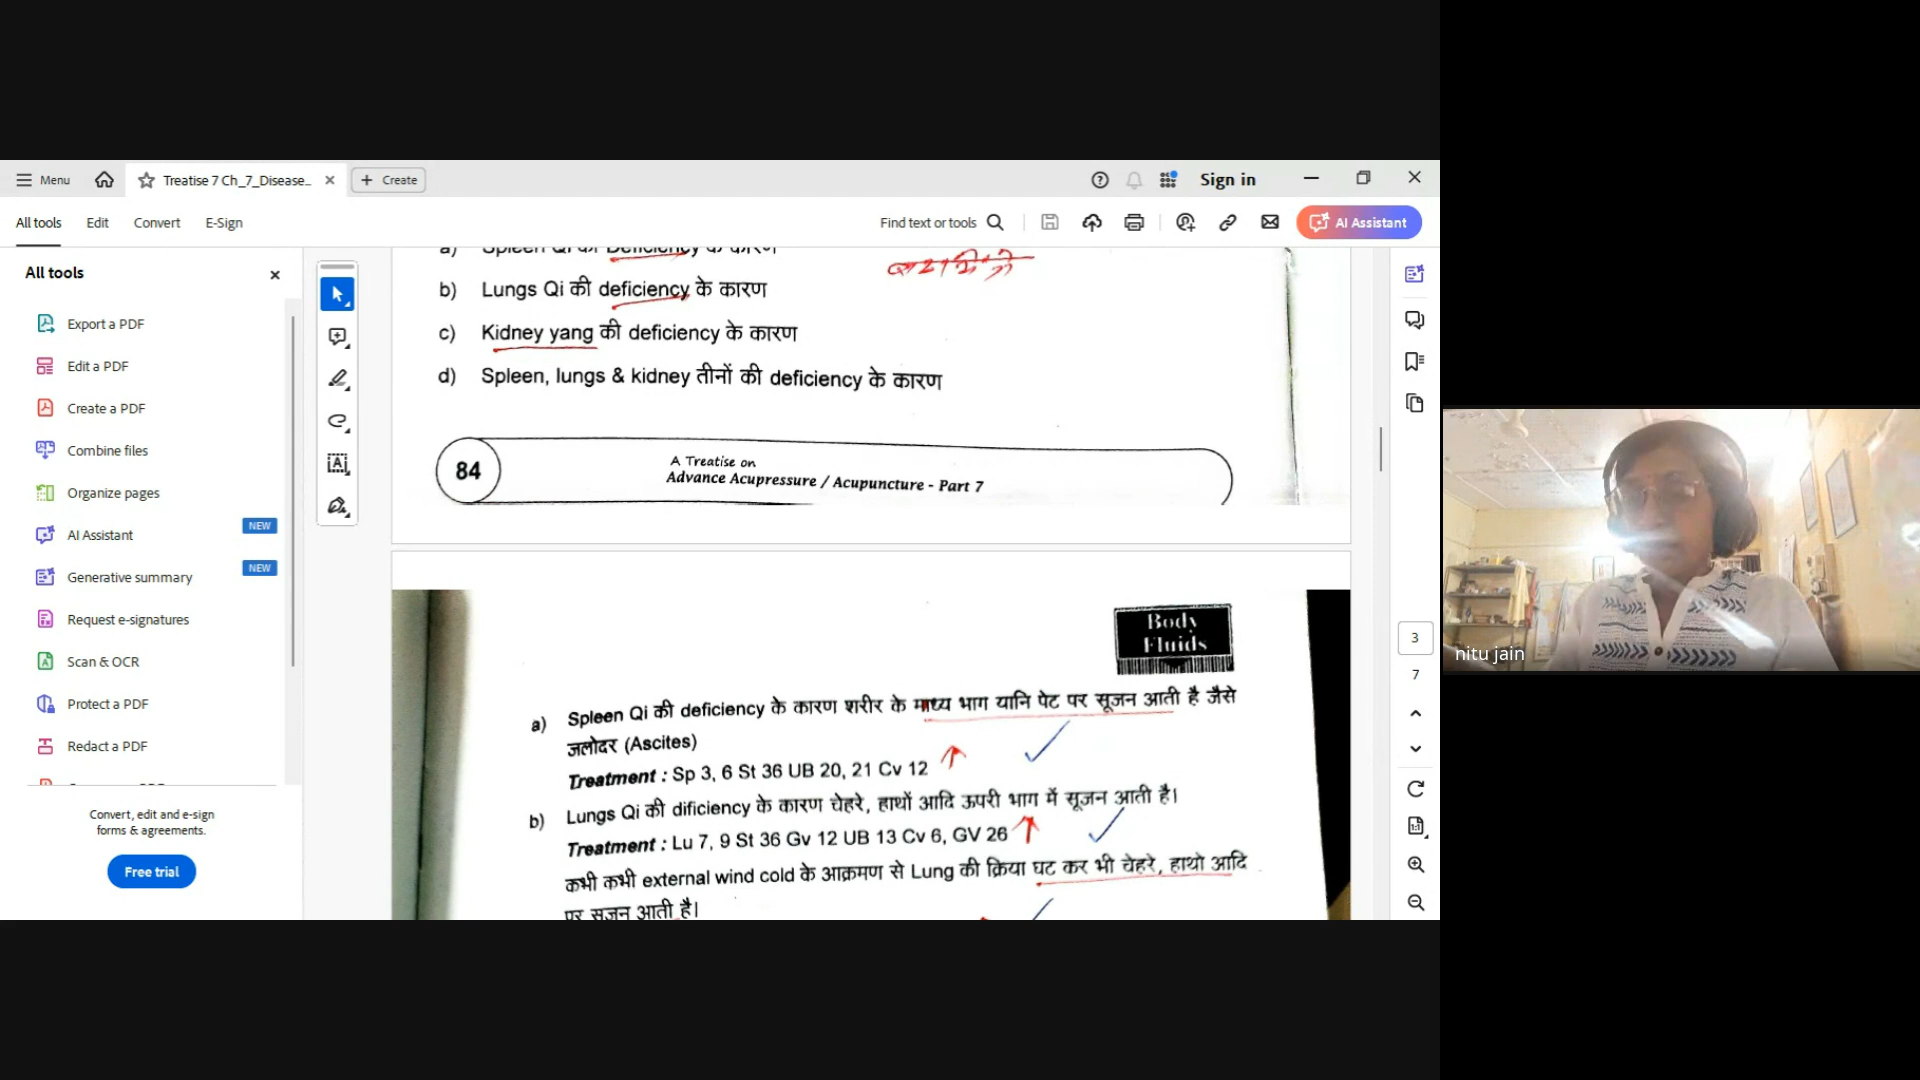 Menu
Treatise 7 Ch_7_Disease...
Create
Sign in
All tools
Edit
Convert
E-Sign
Find text or tools
AI Assistant
All tools
Export a PDF
Edit a PDF
Create a PDF
Combine files
Organize pages
AI Assistant NEW
Generative summary NEW
Request e-signatures
Scan & OCR
Protect a PDF
Redact a PDF
Convert, edit and e-sign
forms & agreements.
Free trial
a) Spleen Qi की Deficiency के कारण
b) Lungs Qi की deficiency के कारण
c) Kidney yang की deficiency के कारण
d) Spleen, lungs & kidney तीनों की deficiency के कारण
84
A Treatise on
Advance Acupressure / Acupuncture - Part 7
Body
Fluids
a) Spleen Qi की deficiency के कारण शरीर के माध्य भाग यानि पेट पर सूजन आती है जैसे
जलोदर (Ascites)
Treatment : Sp 3, 6 St 36 UB 20, 21 Cv 12
b) Lungs Qi की dificiency के कारण चेहरे, हाथों आदि ऊपरी भाग में सूजन आती है।
Treatment : Lu 7, 9 St 36 Gv 12 UB 13 Cv 6, GV 26
कभी कभी external wind cold के आक्रमण से Lung की क्रिया घट कर भी चेहरे, हाथो आदि
पर सूजन आती है।
3
7
nitu jain